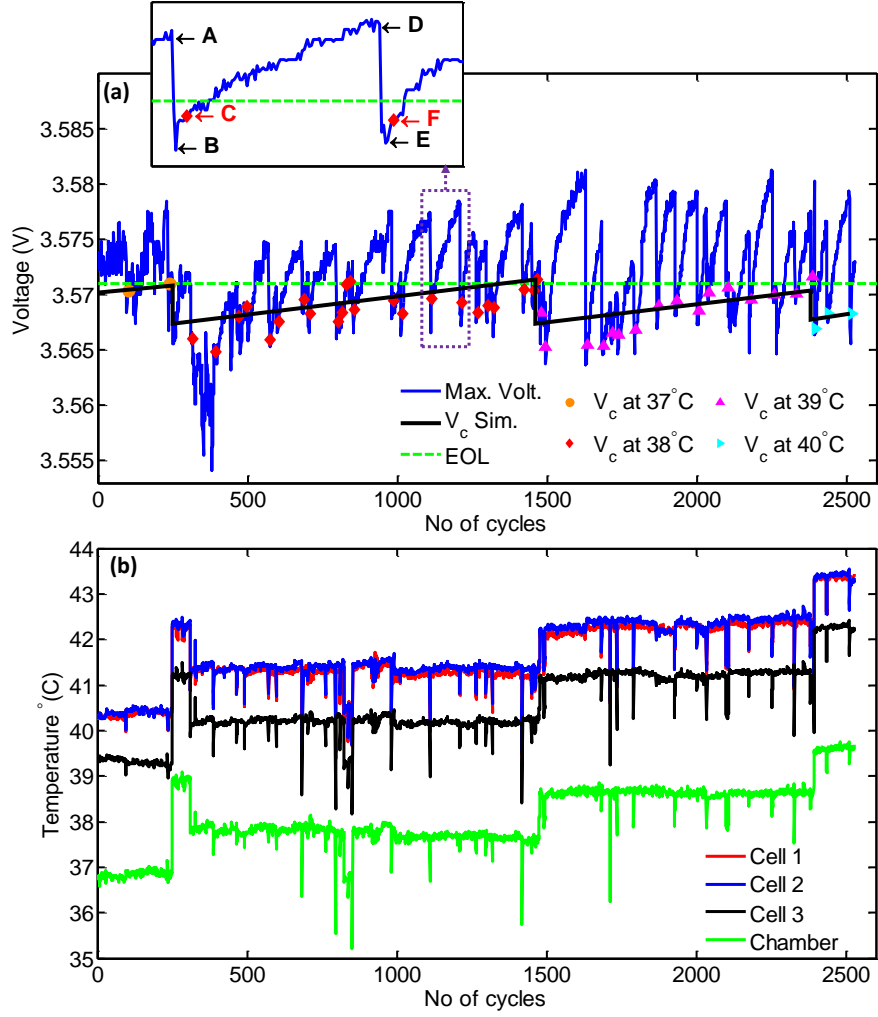 ← A
← D
(a)
← C
← F
← B
← E
3.585
3.58
3.575
3.57
3.565
3.56
3.555
Voltage (V)
Max. Volt.
V_c Sim.
EOL
V_c at 37°C
V_c at 38°C
V_c at 39°C
V_c at 40°C
0 500 1000 1500 2000 2500
No of cycles
(b)
44
43
42
41
40
39
38
37
36
35
Temperature °(C)
Cell 1
Cell 2
Cell 3
Chamber
0 500 1000 1500 2000 2500
No of cycles